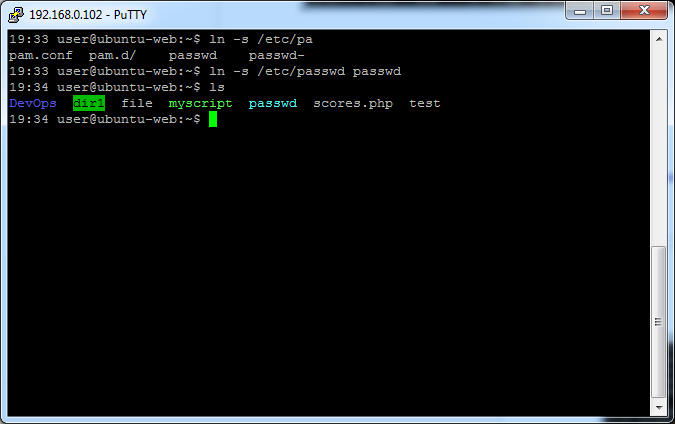 192.168.0.102 - PuTTY
19:33 user@ubuntu-web:~$ ln -s /etc/pa
pam.conf  pam.d/    passwd    passwd-
19:33 user@ubuntu-web:~$ ln -s /etc/passwd passwd
19:34 user@ubuntu-web:~$ ls
DevOps  dir1  file  myscript  passwd  scores.php  test
19:34 user@ubuntu-web:~$